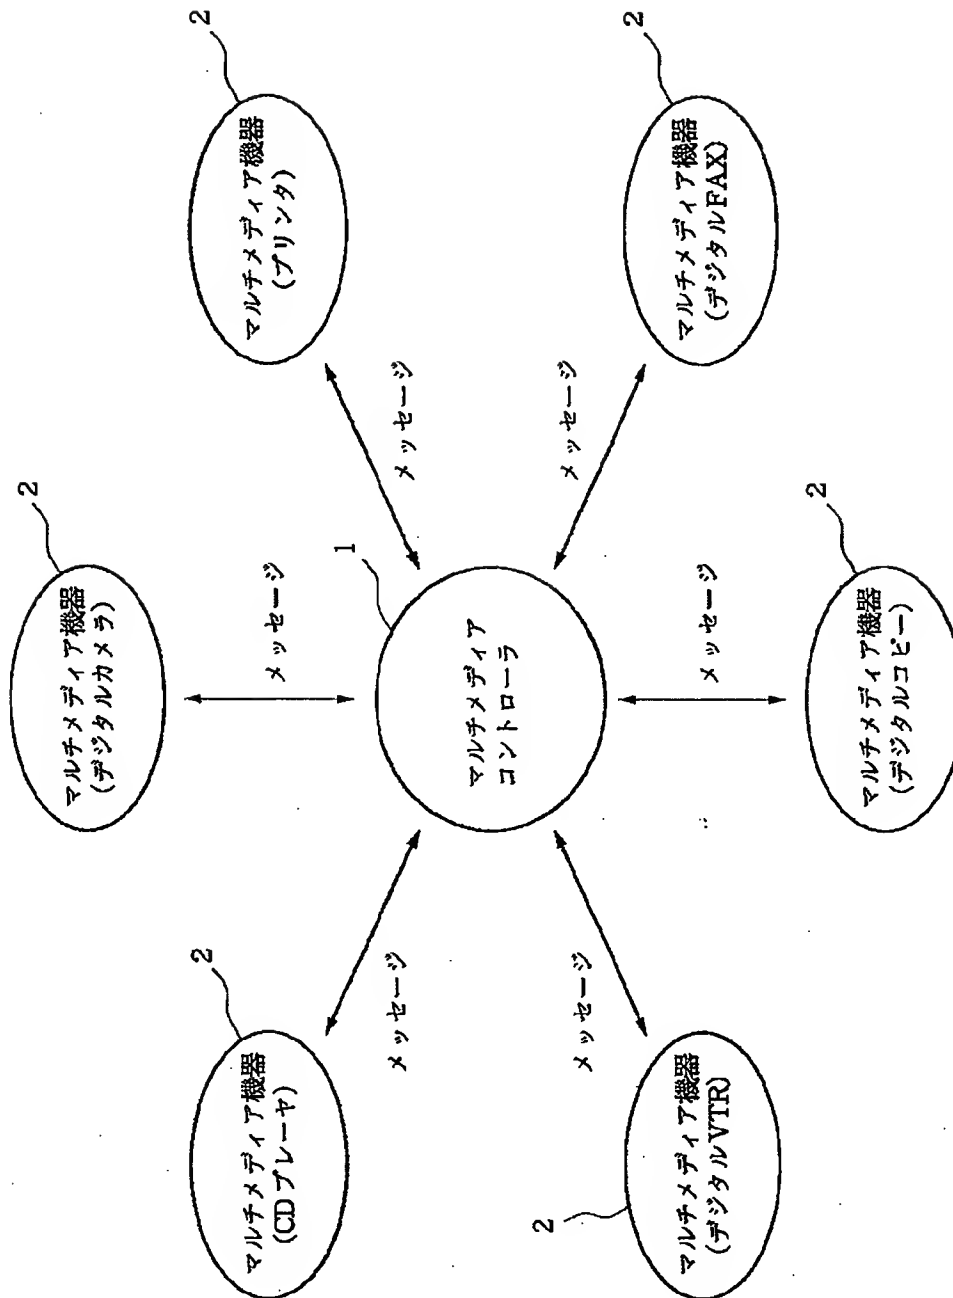 2
マルチメディア機器
(デジタルカメラ)
2
マルチメディア機器
(CDプレーヤ)
2
マルチメディア機器
(プリンタ)
メッセージ
メッセージ
メッセージ
1
マルチメディア
コントローラ
メッセージ
メッセージ
メッセージ
2
マルチメディア機器
(デジタルVTR)
2
マルチメディア機器
(デジタルFAX)
2
マルチメディア機器
(デジタルコピー)